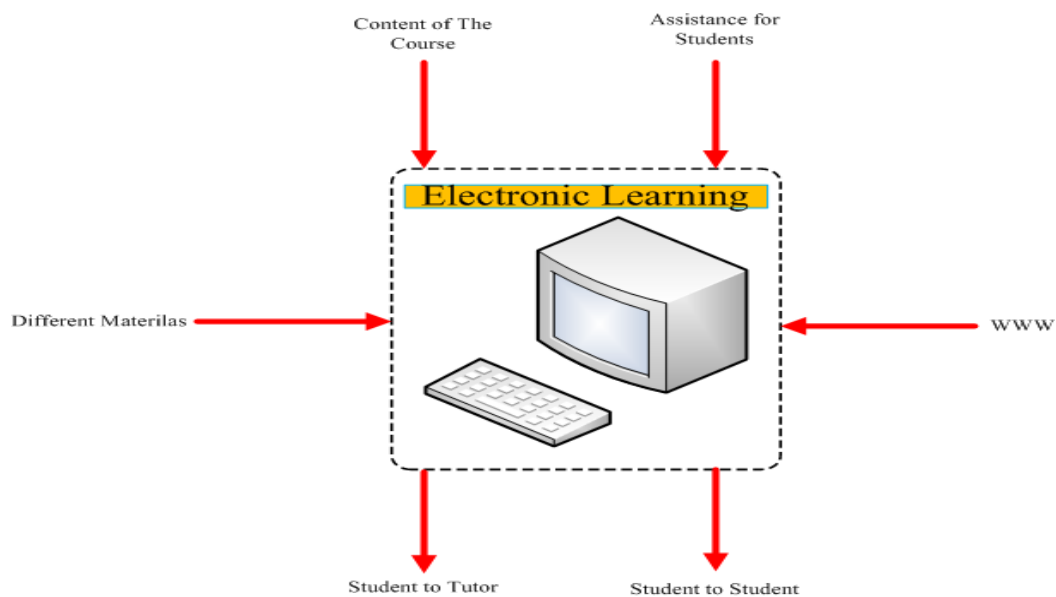 Content of The
Course
Assistance for
Students
Electronic Learning
Different Materilas
WWW
Student to Tutor
Student to Student